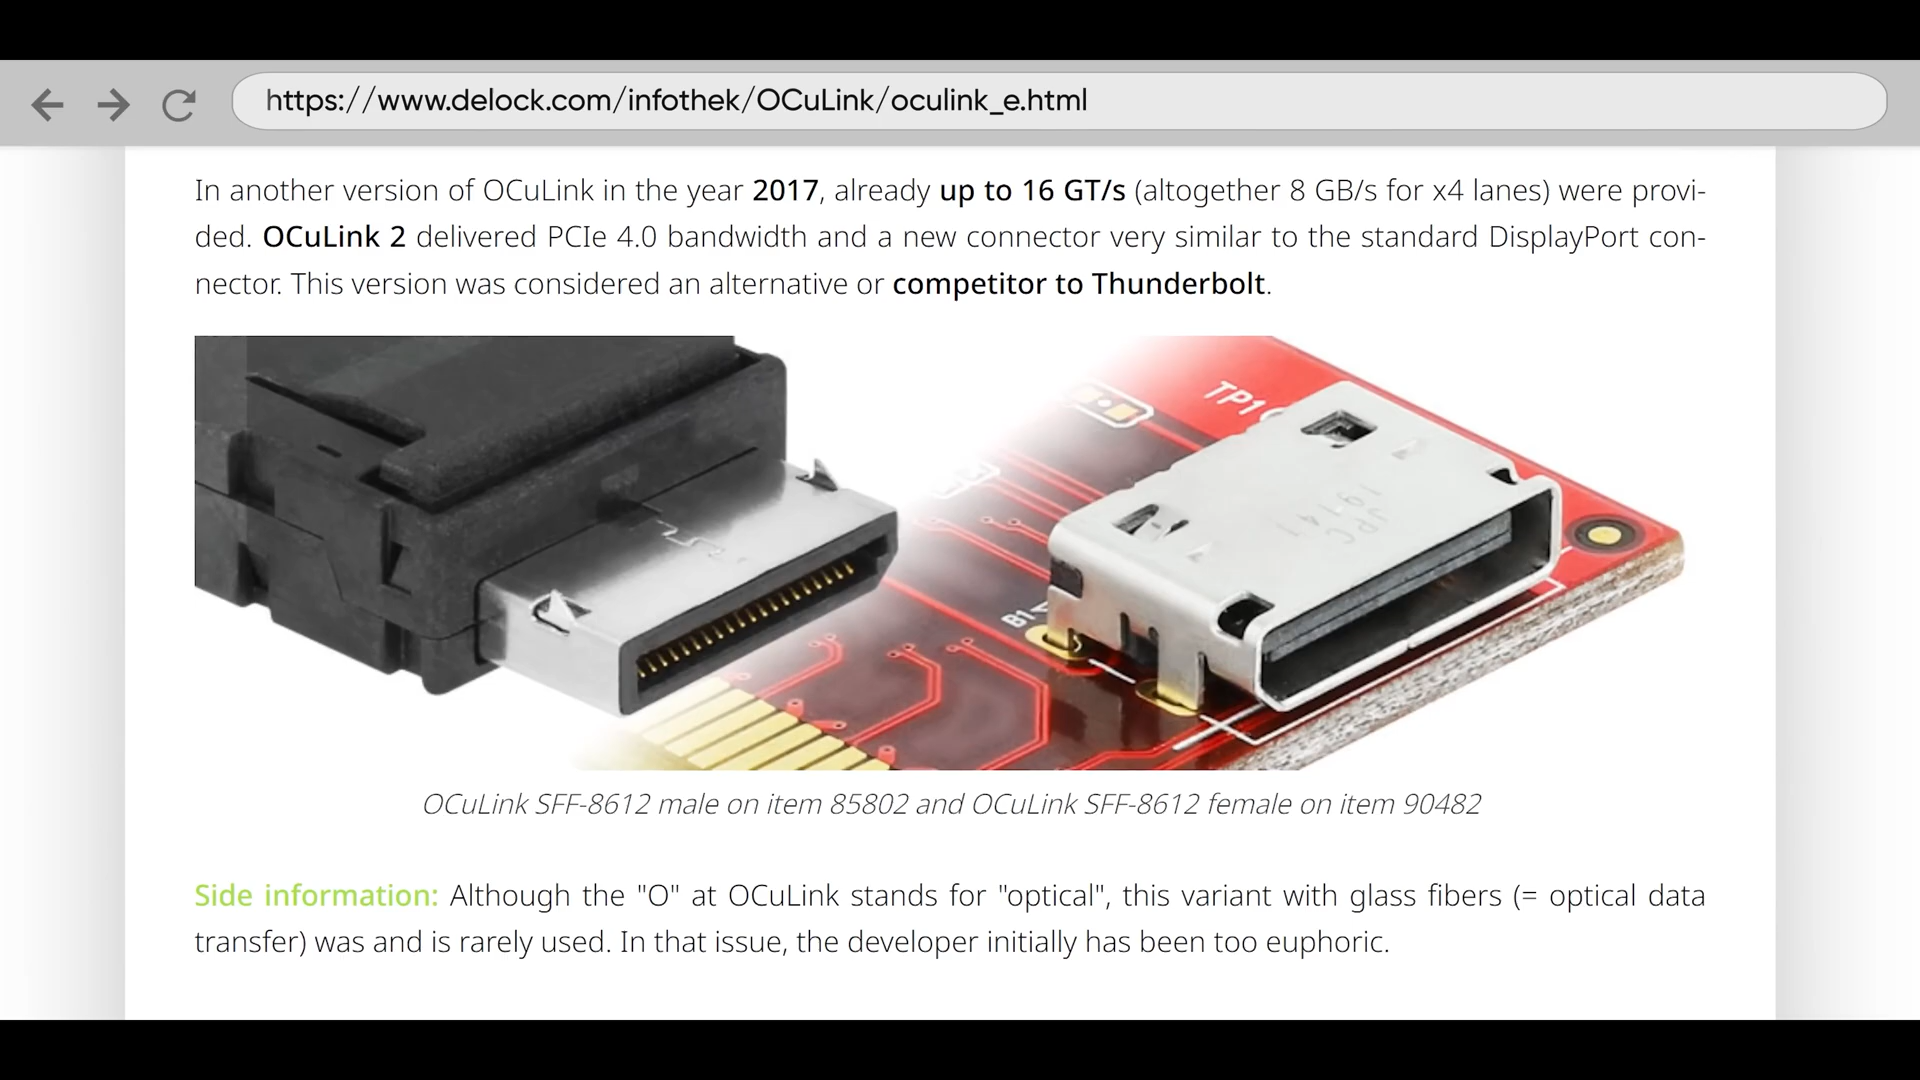 https://www.delock.com/infothek/OCuLink/oculink_e.html
In another version of OCuLink in the year 2017, already up to 16 GT/s (altogether 8 GB/s for x4 lanes) were provi-
ded. OCuLink 2 delivered PCIe 4.0 bandwidth and a new connector very similar to the standard DisplayPort con-
nector. This version was considered an alternative or competitor to Thunderbolt.
TP1
JPC
19141
B1
OCuLink SFF-8612 male on item 85802 and OCuLink SFF-8612 female on item 90482
Side information: Although the "O" at OCuLink stands for "optical", this variant with glass fibers (= optical data
transfer) was and is rarely used. In that issue, the developer initially has been too euphoric.